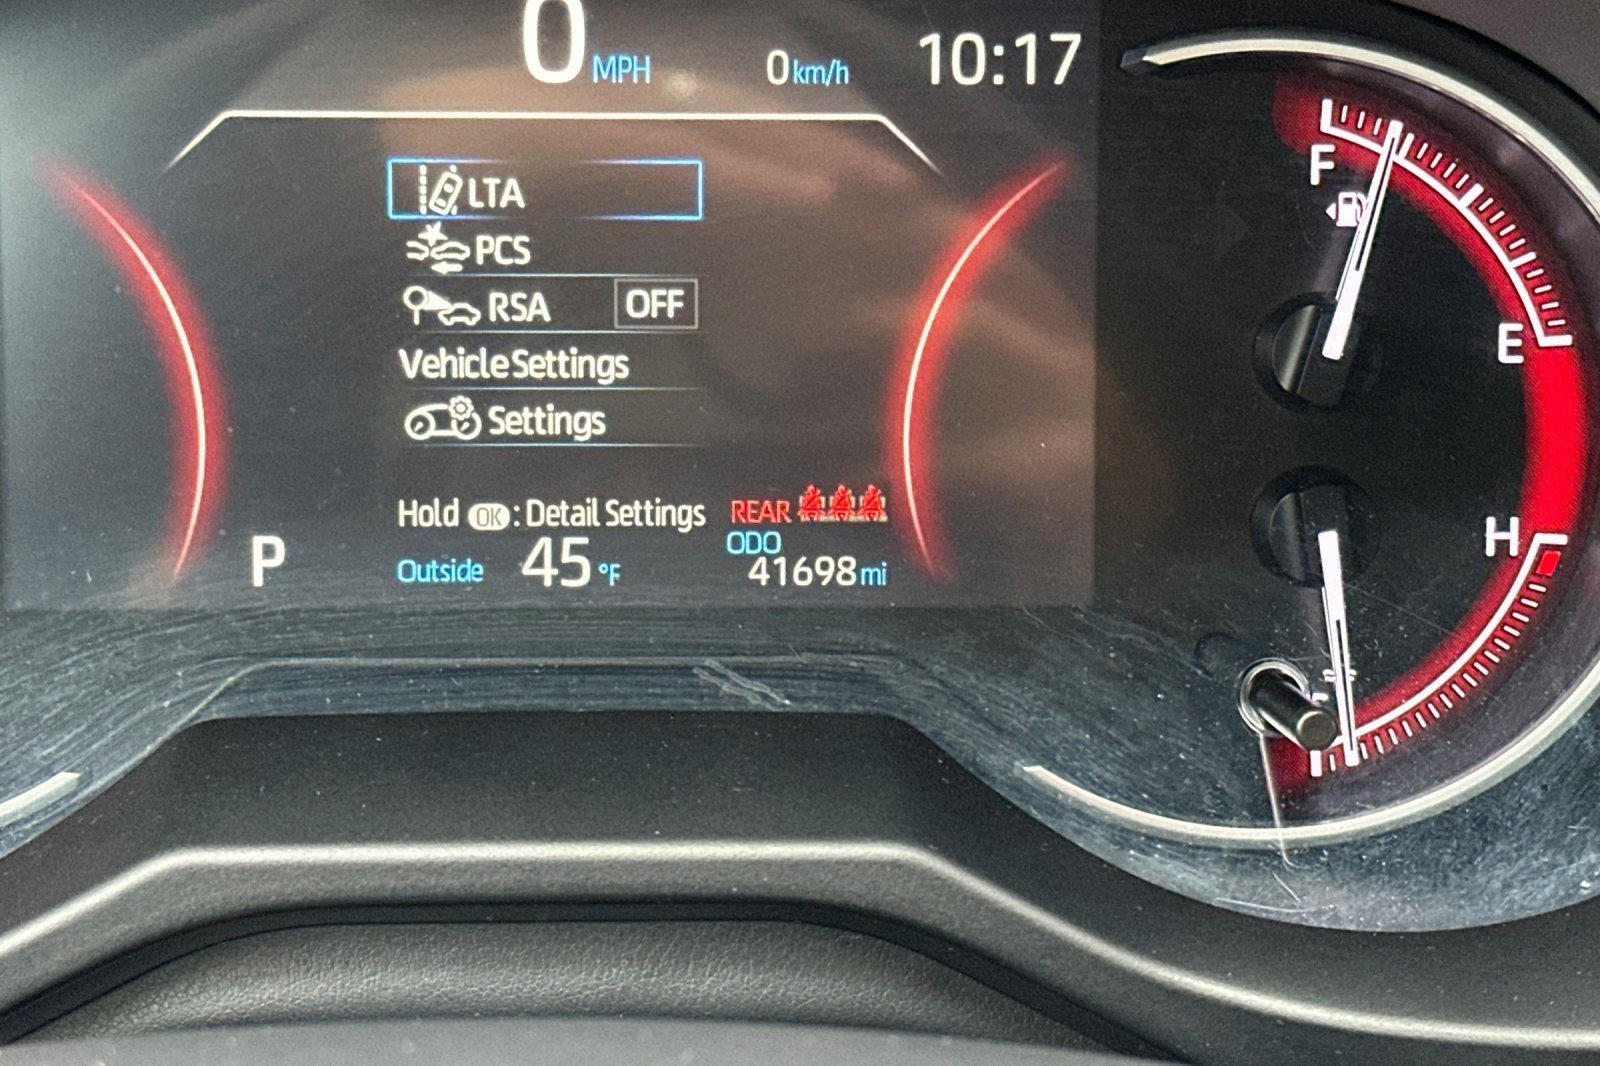 0 MPH 0 km/h 10:17
LTA
PCS
RSA OFF
Vehicle Settings
Settings
Hold OK : Detail Settings REAR
ODO
P Outside 45 °F 41698 mi
F
E
H